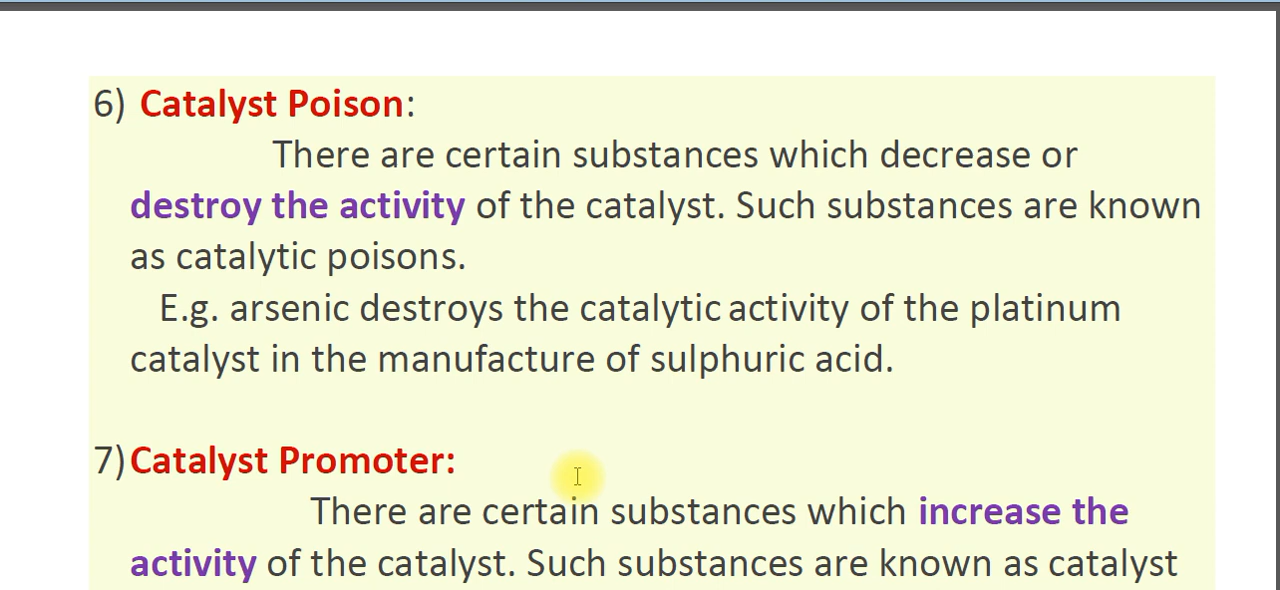 6) Catalyst Poison:
There are certain substances which decrease or
destroy the activity of the catalyst. Such substances are known
as catalytic poisons.
E.g. arsenic destroys the catalytic activity of the platinum
catalyst in the manufacture of sulphuric acid.
7) Catalyst Promoter:
There are certain substances which increase the
activity of the catalyst. Such substances are known as catalyst